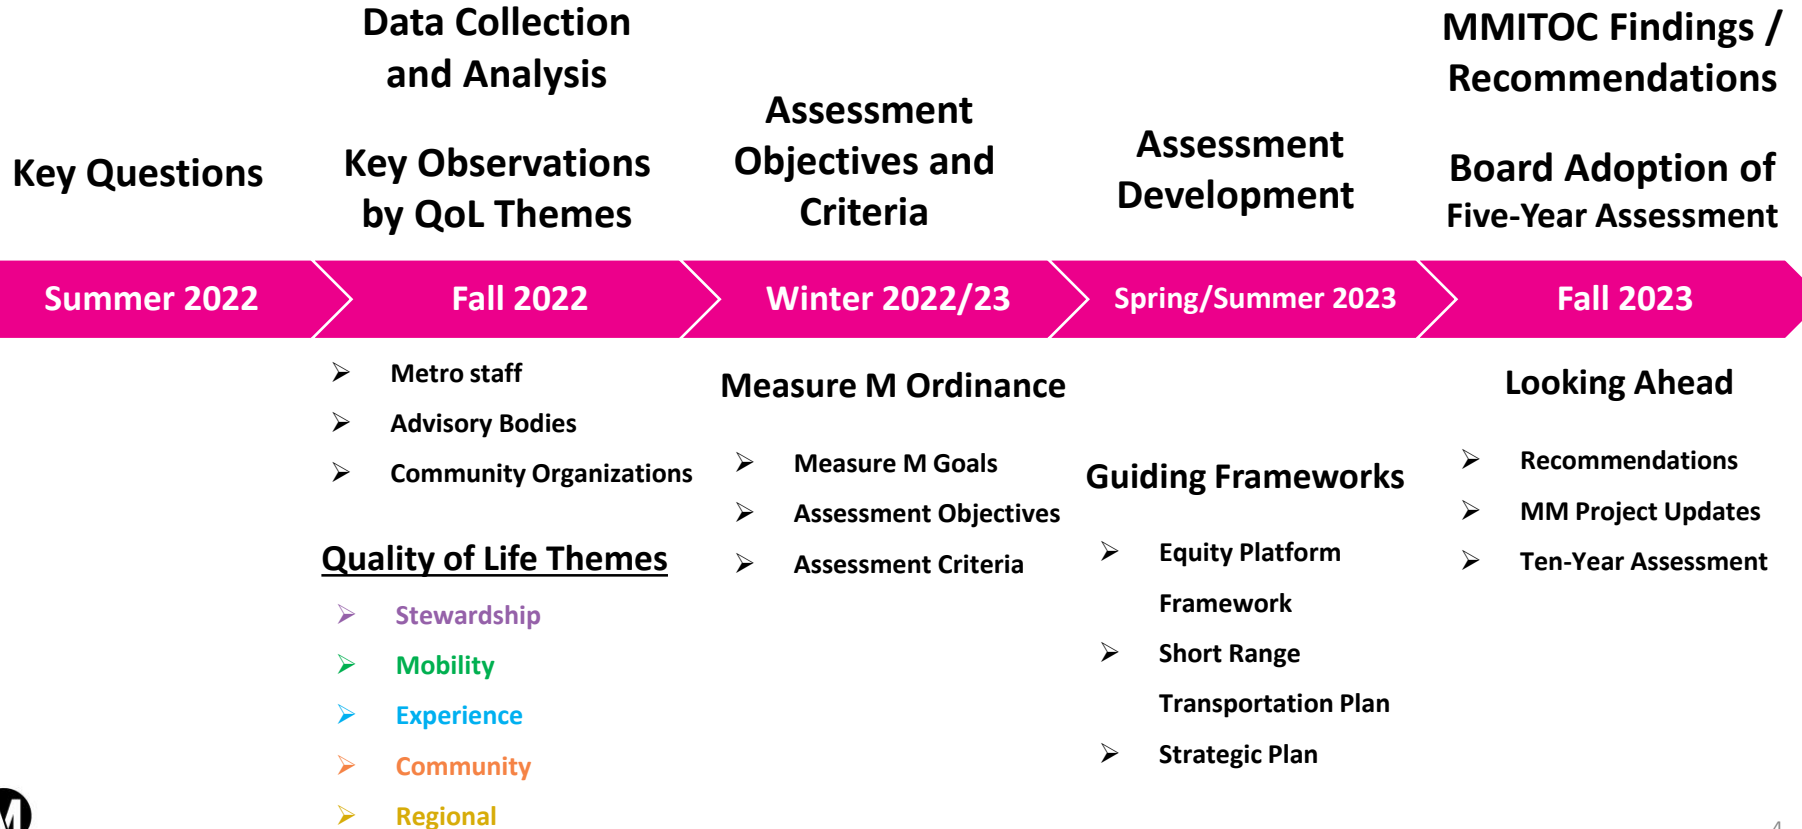 Key Questions
Data Collection
and Analysis
Key Observations
by QoL Themes
Assessment
Objectives and
Criteria
Assessment
Development
MMITOC Findings /
Recommendations
Board Adoption of
Five-Year Assessment
Summer 2022
Fall 2022
Winter 2022/23
Spring/Summer 2023
Fall 2023
Metro staff
Advisory Bodies
Community Organizations
Quality of Life Themes
Stewardship
Mobility
Experience
Community
Regional
Measure M Ordinance
Measure M Goals
Assessment Objectives
Assessment Criteria
Guiding Frameworks
Equity Platform
Framework
Short Range
Transportation Plan
Strategic Plan
Looking Ahead
Recommendations
MM Project Updates
Ten-Year Assessment
M
4